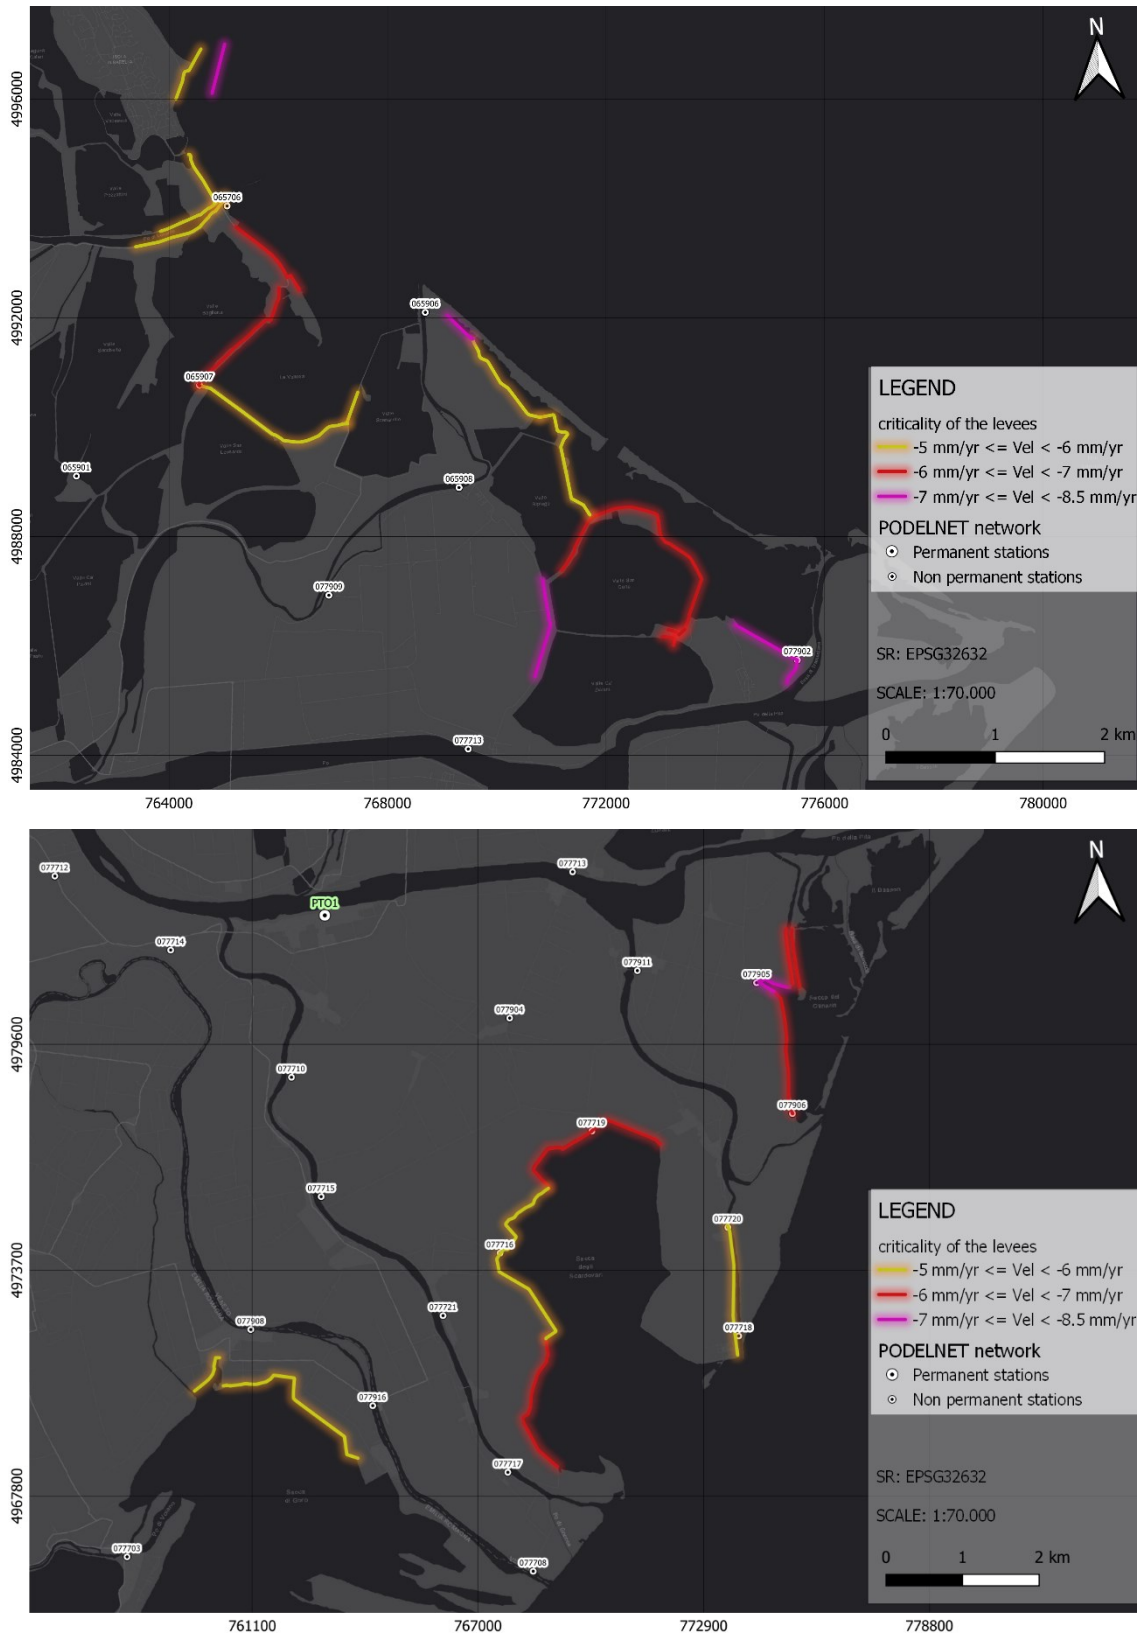 N
4996000
065706
4992000
065906
065907
065901
065908
4988000
077909
077902
077713
4984000
764000
768000
772000
776000
780000
LEGEND
criticality of the levees
-5 mm/yr <= Vel < -6 mm/yr
-6 mm/yr <= Vel < -7 mm/yr
-7 mm/yr <= Vel < -8.5 mm/yr
PODELNET network
Permanent stations
Non permanent stations
SR: EPSG32632
SCALE: 1:70.000
0 1 2 km
N
077712
077713
PTO1
077714
077911
077905
077904
4979600
077710
077906
077719
077715
077720
077716
4973700
077721
077908
077718
077916
077717
4967800
077703
077708
761100
767000
772900
778800
LEGEND
criticality of the levees
-5 mm/yr <= Vel < -6 mm/yr
-6 mm/yr <= Vel < -7 mm/yr
-7 mm/yr <= Vel < -8.5 mm/yr
PODELNET network
Permanent stations
Non permanent stations
SR: EPSG32632
SCALE: 1:70.000
0 1 2 km